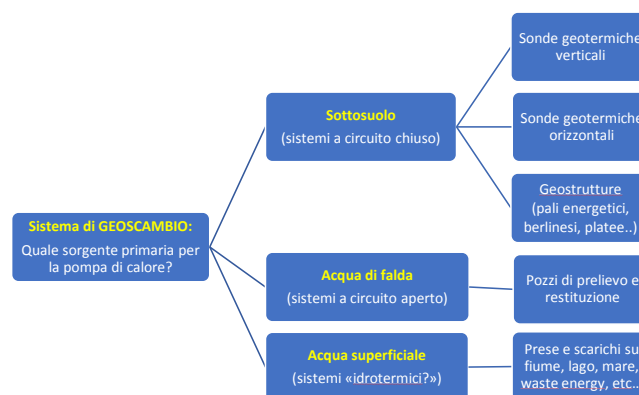 Sonde geotermiche
verticali
Sottosuolo
(sistemi a circuito chiuso)
Sonde geotermiche
orizzontali
Geostrutture
(pali energetici,
berlinesi, platee..)
Sistema di GEOSCAMBIO:
Quale sorgente primaria per
la pompa di calore?
Acqua di falda
(sistemi a circuito aperto)
Pozzi di prelievo e
restituzione
Acqua superficiale
(sistemi «idrotermici?»)
Prese e scarichi su
fiume, lago, mare,
waste energy, etc..